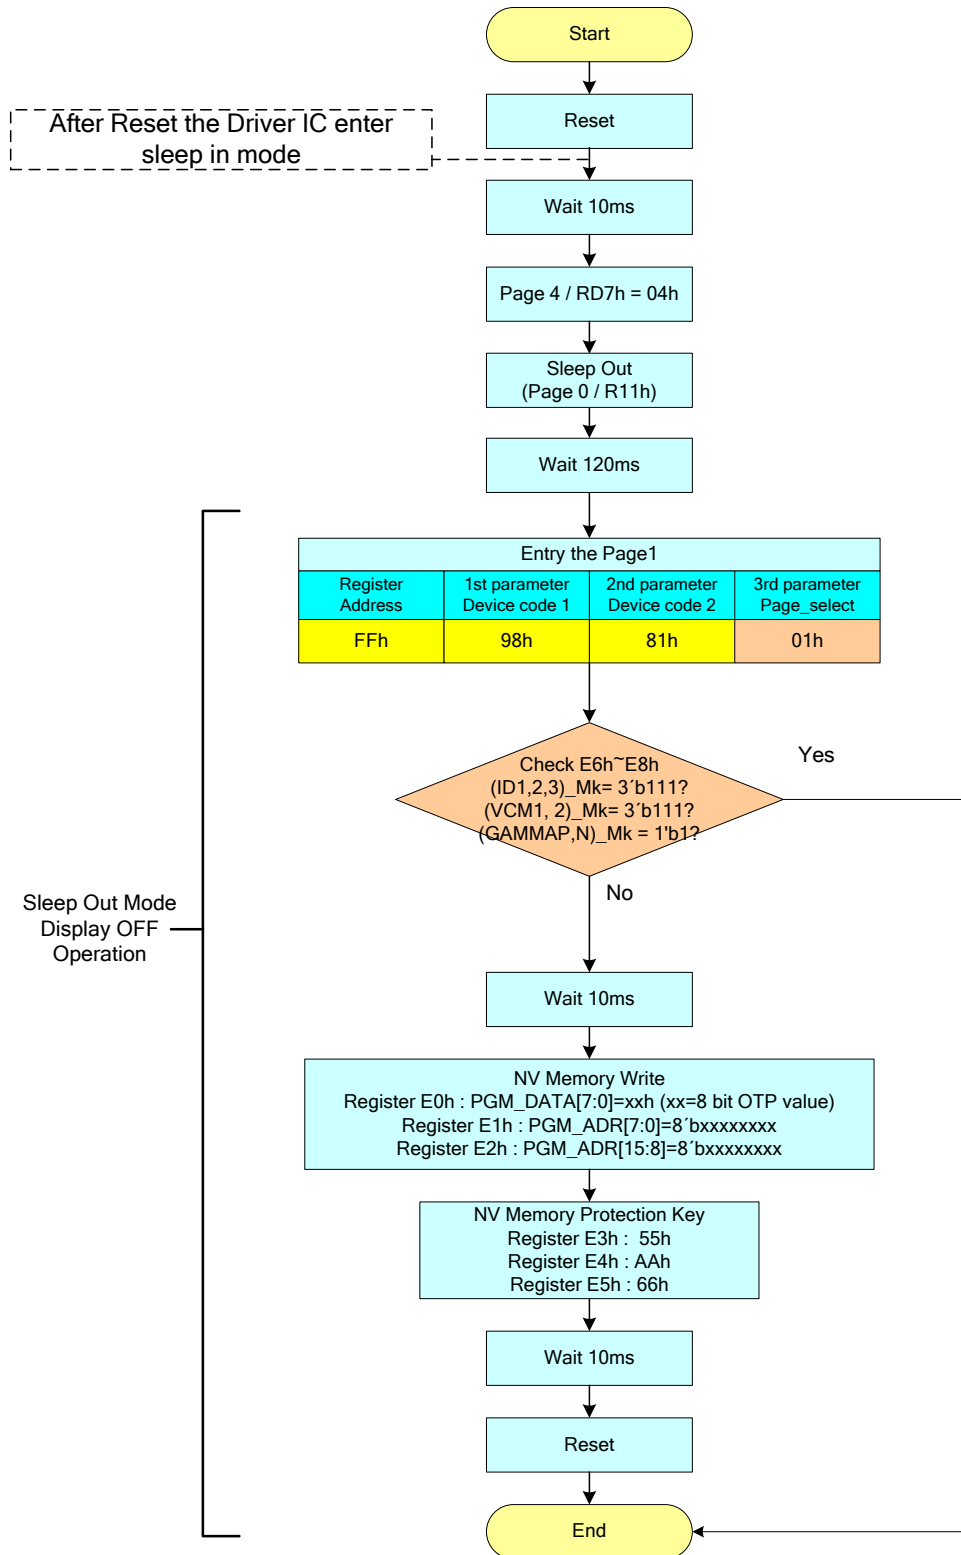 Start
Reset
After Reset the Driver IC enter
sleep in mode
Wait 10ms
Page 4 / RD7h = 04h
Sleep Out
(Page 0 / R11h)
Wait 120ms
Entry the Page1
Register
Address
1st parameter
Device code 1
2nd parameter
Device code 2
3rd parameter
Page_select
FFh
98h
81h
01h
Check E6h~E8h
(ID1,2,3)_Mk= 3´b111?
(VCM1, 2)_Mk= 3´b111?
(GAMMAP,N)_Mk = 1'b1?
Yes
No
Sleep Out Mode
Display OFF
Operation
Wait 10ms
NV Memory Write
Register E0h : PGM_DATA[7:0]=xxh (xx=8 bit OTP value)
Register E1h : PGM_ADR[7:0]=8´bxxxxxxxx
Register E2h : PGM_ADR[15:8]=8´bxxxxxxxx
NV Memory Protection Key
Register E3h : 55h
Register E4h : AAh
Register E5h : 66h
Wait 10ms
Reset
End